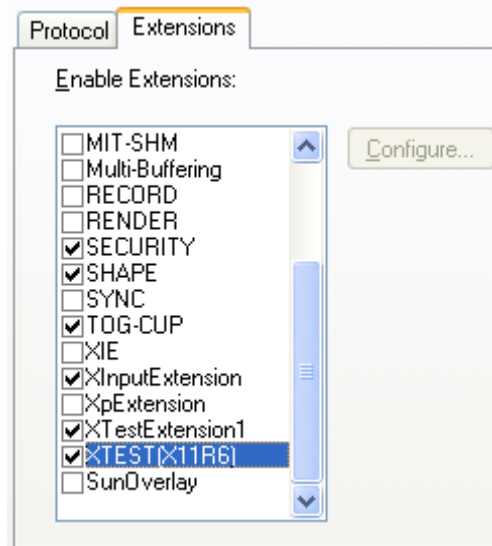 Protocol Extensions
Enable Extensions:
MIT-SHM
Configure...
Multi-Buffering
RECORD
RENDER
SECURITY
SHAPE
SYNC
TOG-CUP
XIE
XInputExtension
XpExtension
XTestExtension1
XTEST(X11R6)
SunOverlay